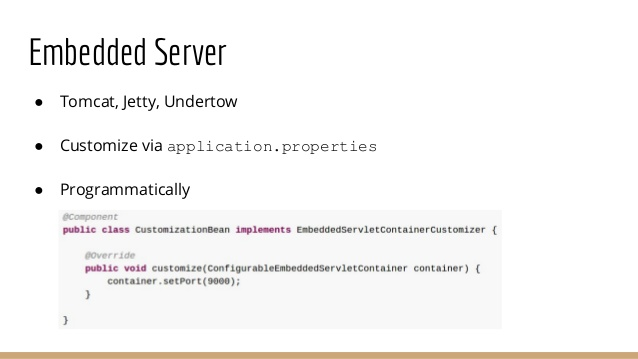 Embedded Server
● Tomcat, Jetty, Undertow
● Customize via application.properties
● Programmatically
@Component
public class CustomizationBean implements EmbeddedServletContainerCustomizer {
@Override
public void customize(ConfigurableEmbeddedServletContainer container) {
container.setPort(9000);
}
}